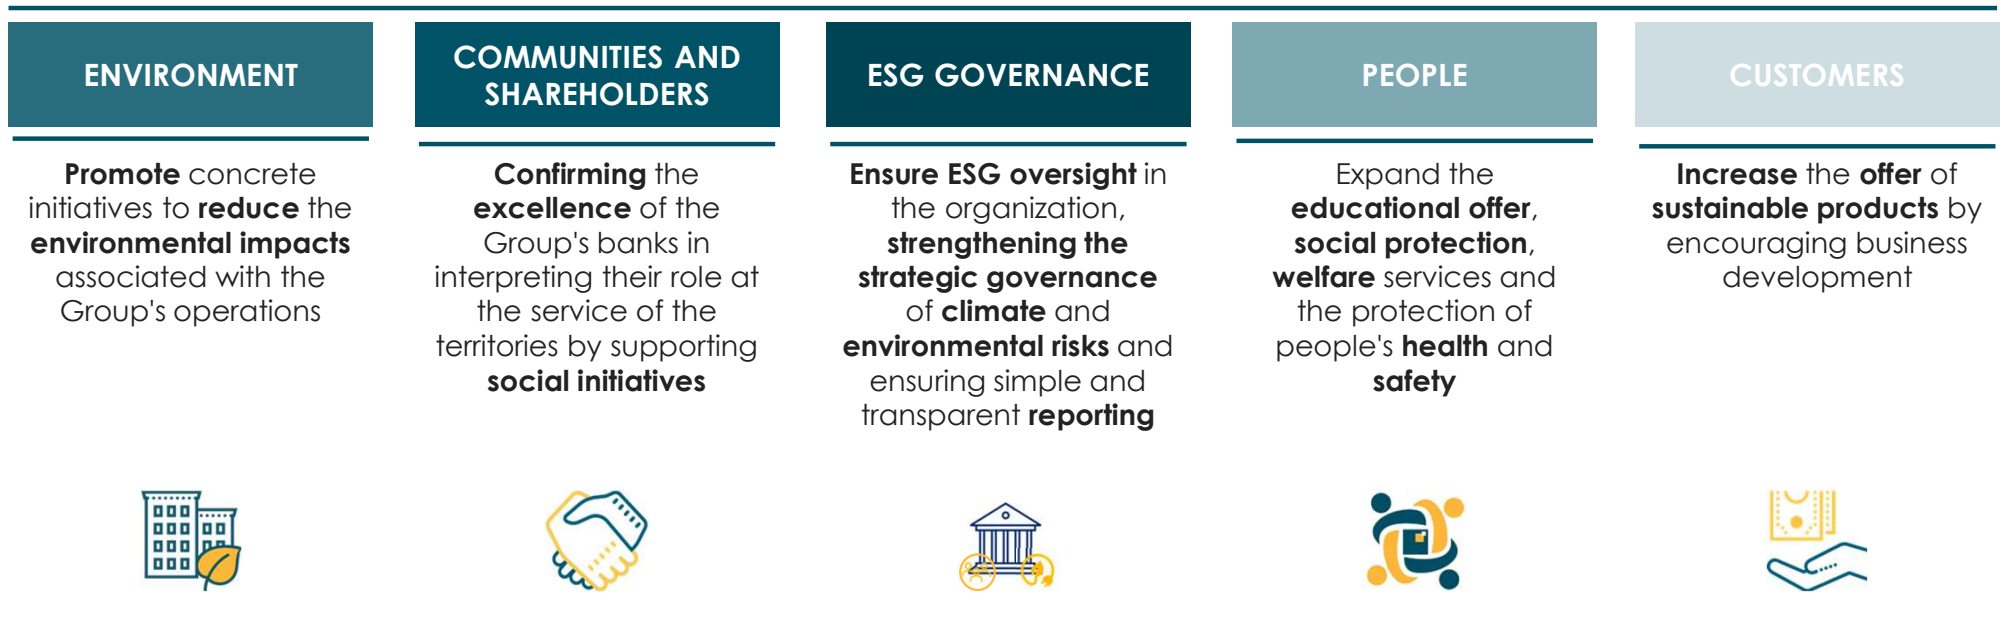 ENVIRONMENT
Promote concrete
initiatives to reduce the
environmental impacts
associated with the
Group's operations
COMMUNITIES AND
SHAREHOLDERS
Confirming the
excellence of the
Group's banks in
interpreting their role at
the service of the
territories by supporting
social initiatives
ESG GOVERNANCE
Ensure ESG oversight in
the organization,
strengthening the
strategic governance
of climate and
environmental risks and
ensuring simple and
transparent reporting
PEOPLE
Expand the
educational offer,
social protection,
welfare services and
the protection of
people's health and
safety
CUSTOMERS
Increase the offer of
sustainable products by
encouraging business
development